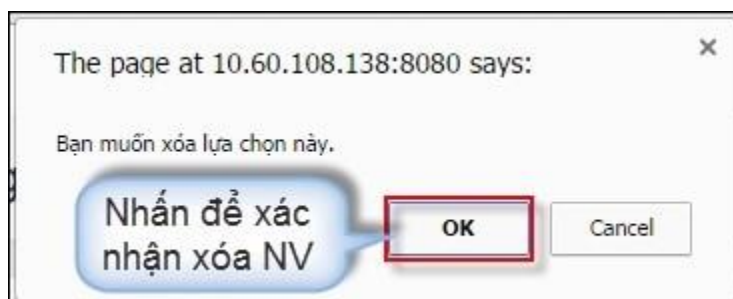 The page at 10.60.108.138:8080 says:
×
Bạn muốn xóa lựa chọn này.
Nhấn để xác
nhận xóa NV
OK
Cancel